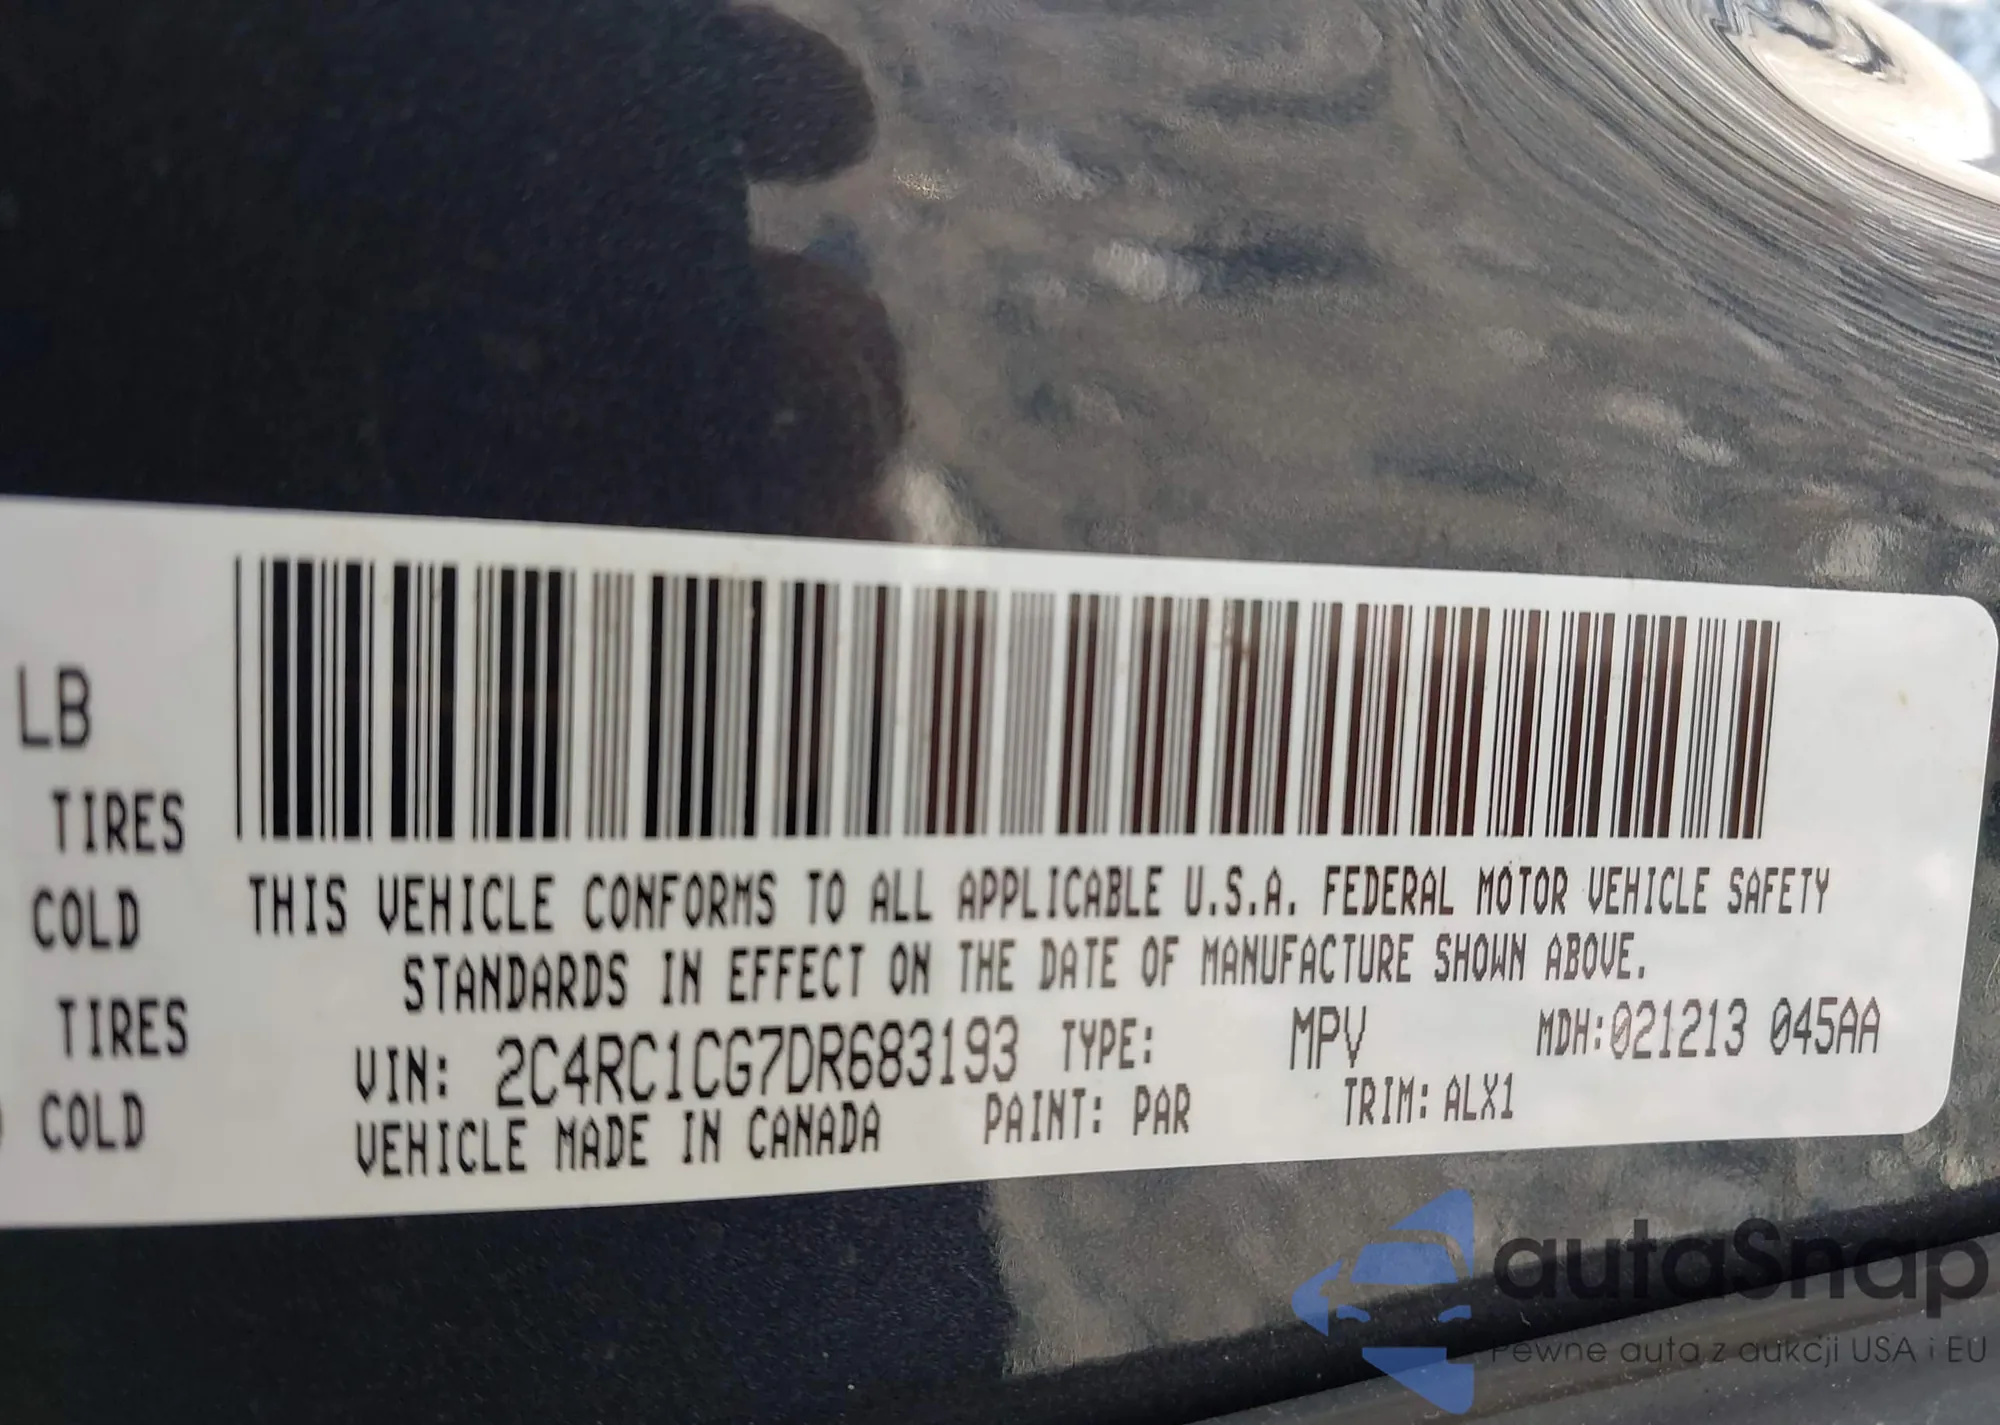 LB
TIRES
COLD
TIRES
COLD
THIS VEHICLE CONFORMS TO ALL APPLICABLE U.S.A. FEDERAL MOTOR VEHICLE SAFETY
STANDARDS IN EFFECT ON THE DATE OF MANUFACTURE SHOWN ABOVE.
VIN: 2C4RC1CG7DR683193 TYPE: MPV MDH:021213 045AA
VEHICLE MADE IN CANADA PAINT: PAR TRIM: ALX1
autaSnap
Pewne auta z aukcji USA i EU